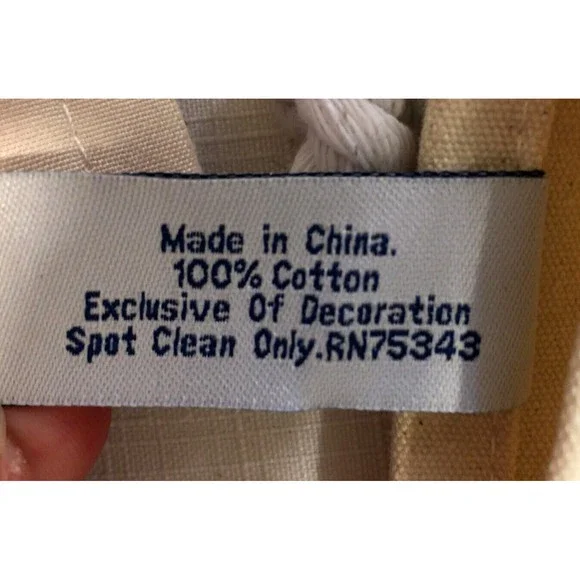 Made in China.
100% Cotton
Exclusive Of Decoration
Spot Clean Only.RN75343